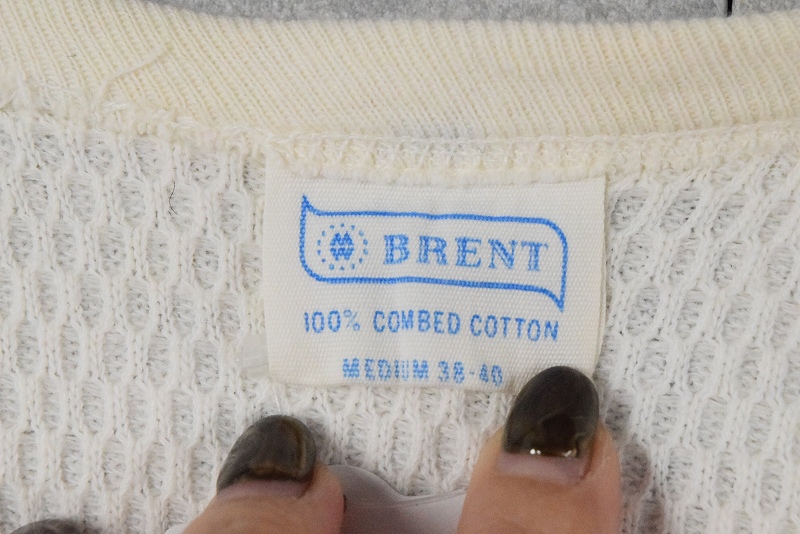 BRENT
100% COMBED COTTON
MEDIUM 38-40